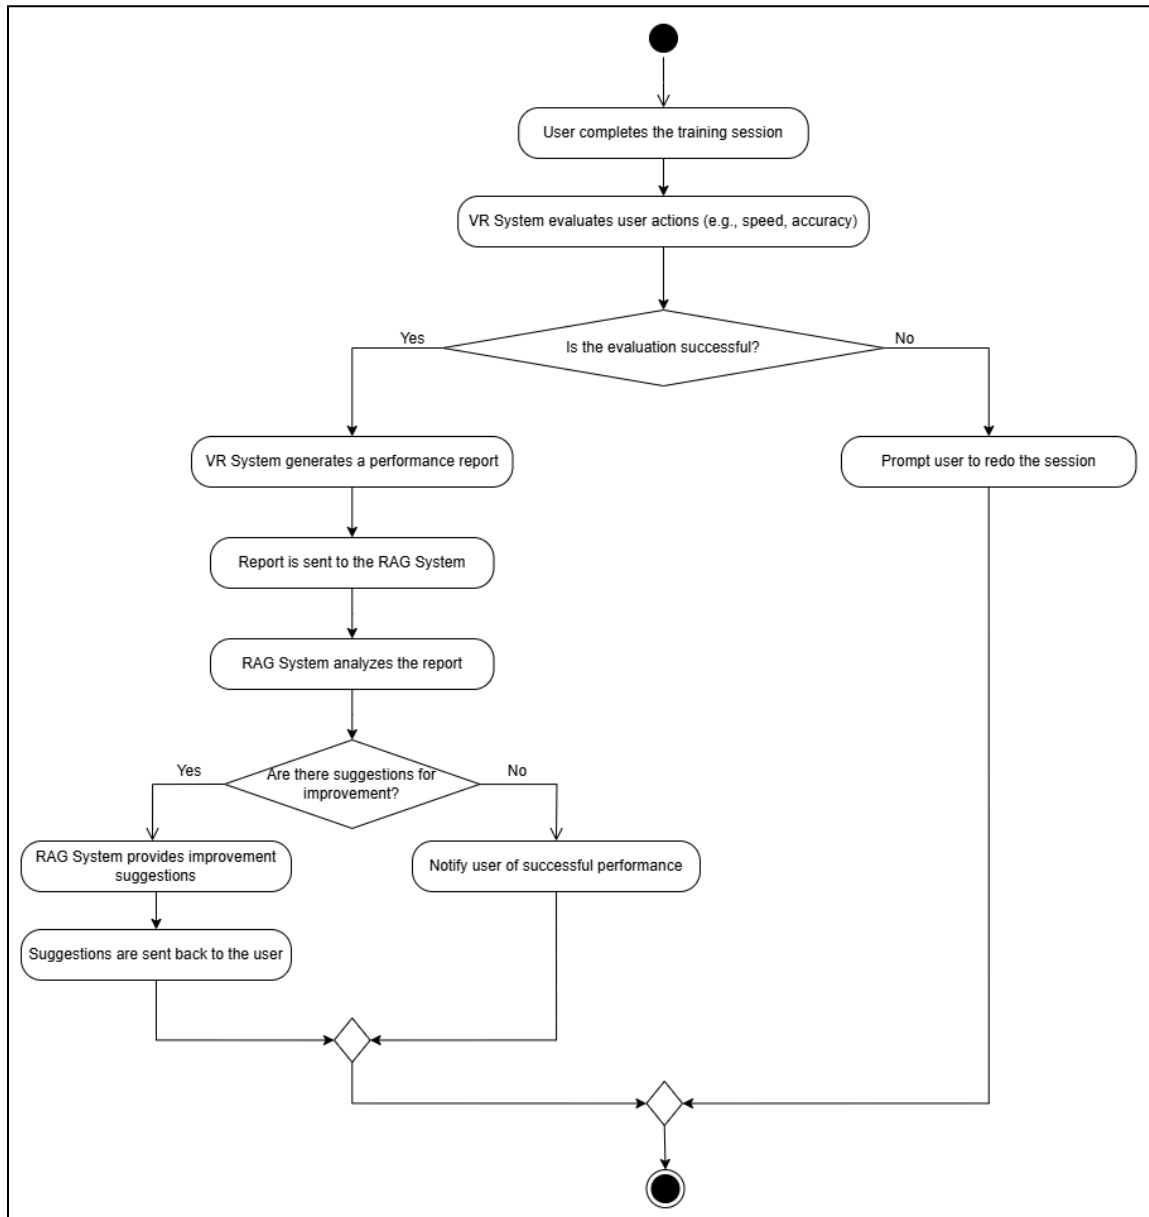 User completes the training session
VR System evaluates user actions (e.g., speed, accuracy)
Yes
Is the evaluation successful?
No
VR System generates a performance report
Prompt user to redo the session
Report is sent to the RAG System
RAG System analyzes the report
Yes
Are there suggestions for
improvement?
No
RAG System provides improvement
suggestions
Notify user of successful performance
Suggestions are sent back to the user